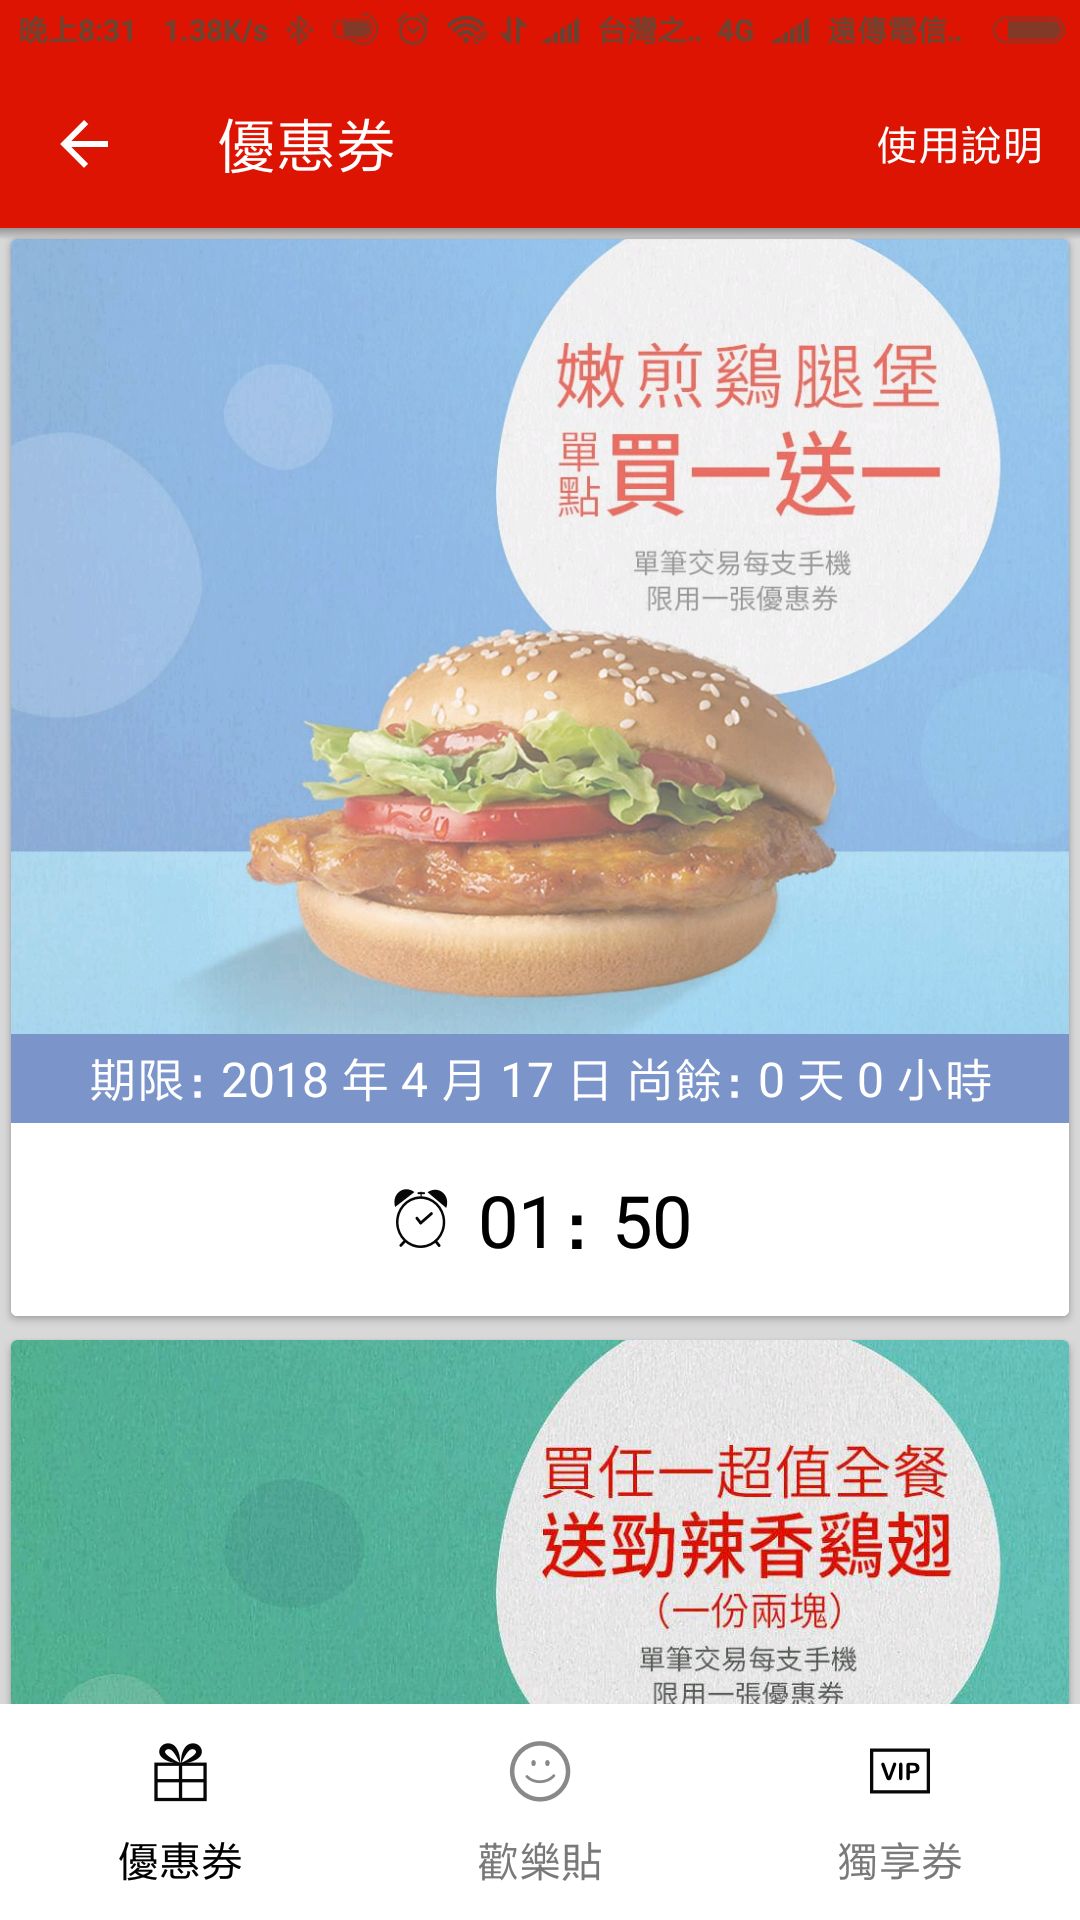 晚上8:31 1.38K/s 台灣之.. 4G 遠傳電信..
優惠券
使用說明
嫩煎鷄腿堡
單點買一送一
單筆交易每支手機
限用一張優惠券
期限: 2018 年 4 月 17 日 尚餘: 0 天 0 小時
01: 50
買任一超值全餐
送勁辣香鷄翅
(一份兩塊)
單筆交易每支手機
限用一張優惠券
VIP
優惠券
歡樂貼
獨享券